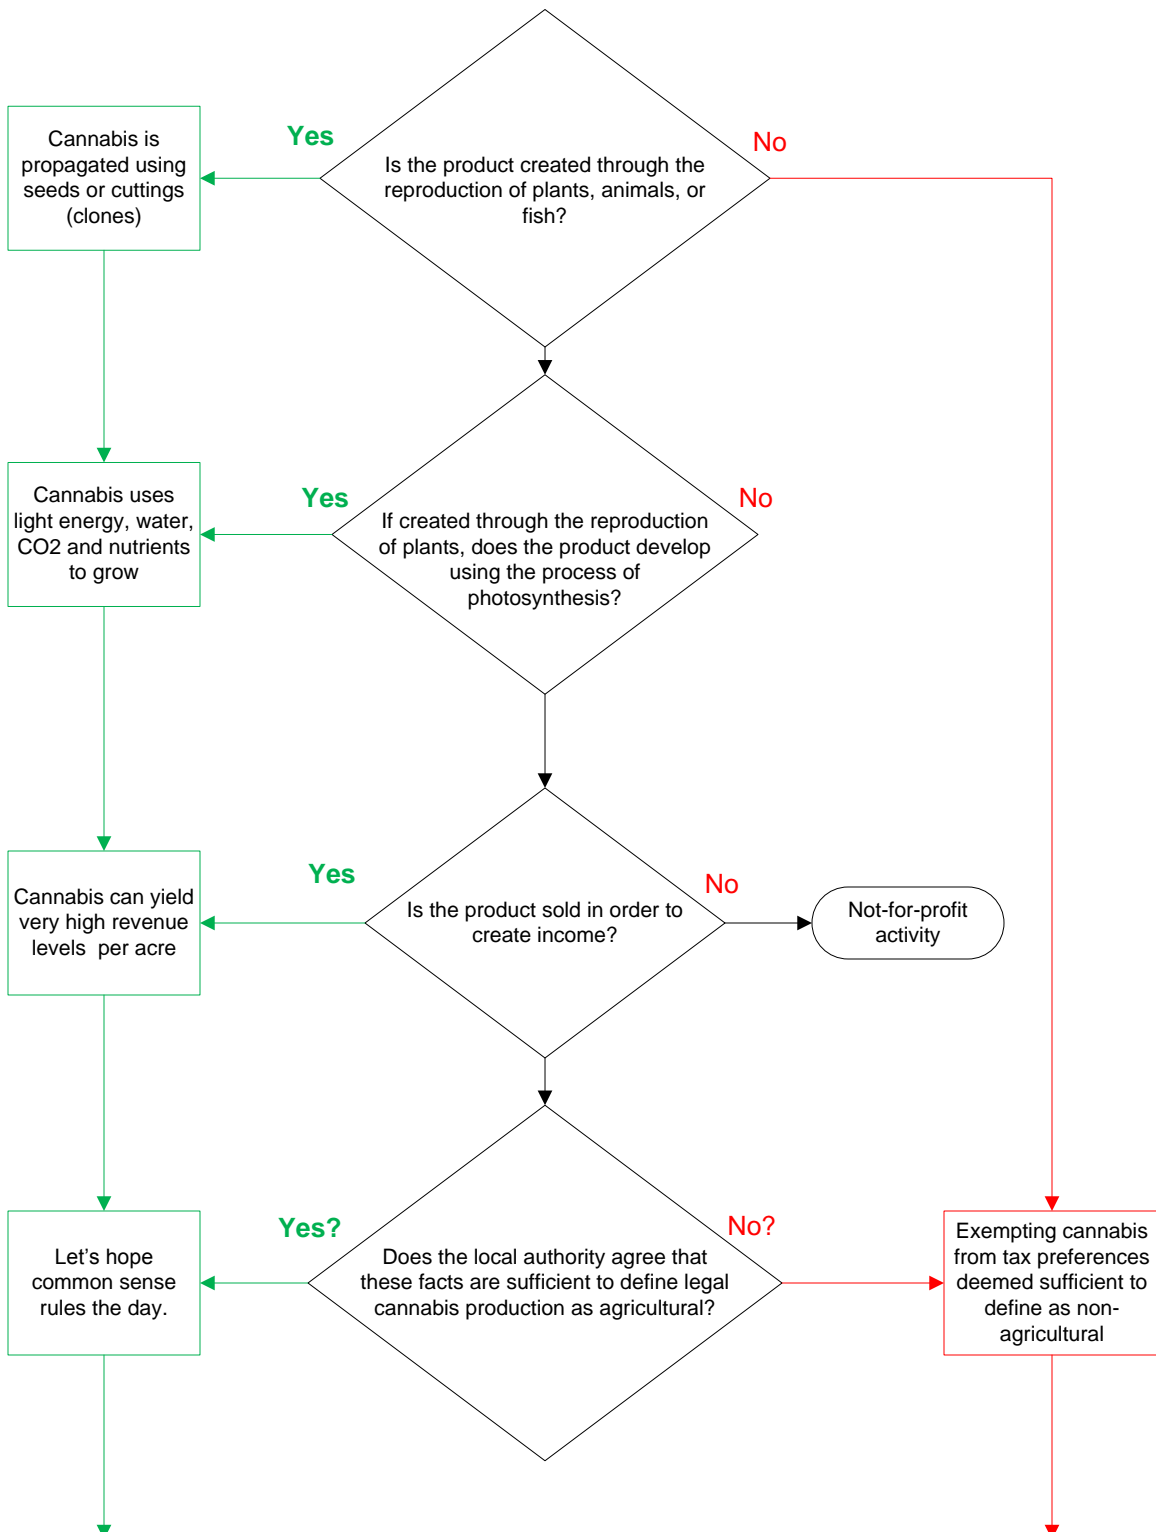 Yes
No
Cannabis is
propagated using
seeds or cuttings
(clones)
Is the product created through the
reproduction of plants, animals, or
fish?
Cannabis uses
light energy, water,
CO2 and nutrients
to grow
Yes
No
If created through the reproduction
of plants, does the product develop
using the process of
photosynthesis?
Cannabis can yield
very high revenue
levels  per acre
Yes
No
Is the product sold in order to
create income?
Not-for-profit
activity
Let's hope
common sense
rules the day.
Yes?
No?
Does the local authority agree that
these facts are sufficient to define legal
cannabis production as agricultural?
Exempting cannabis
from tax preferences
deemed sufficient to
define as non-
agricultural